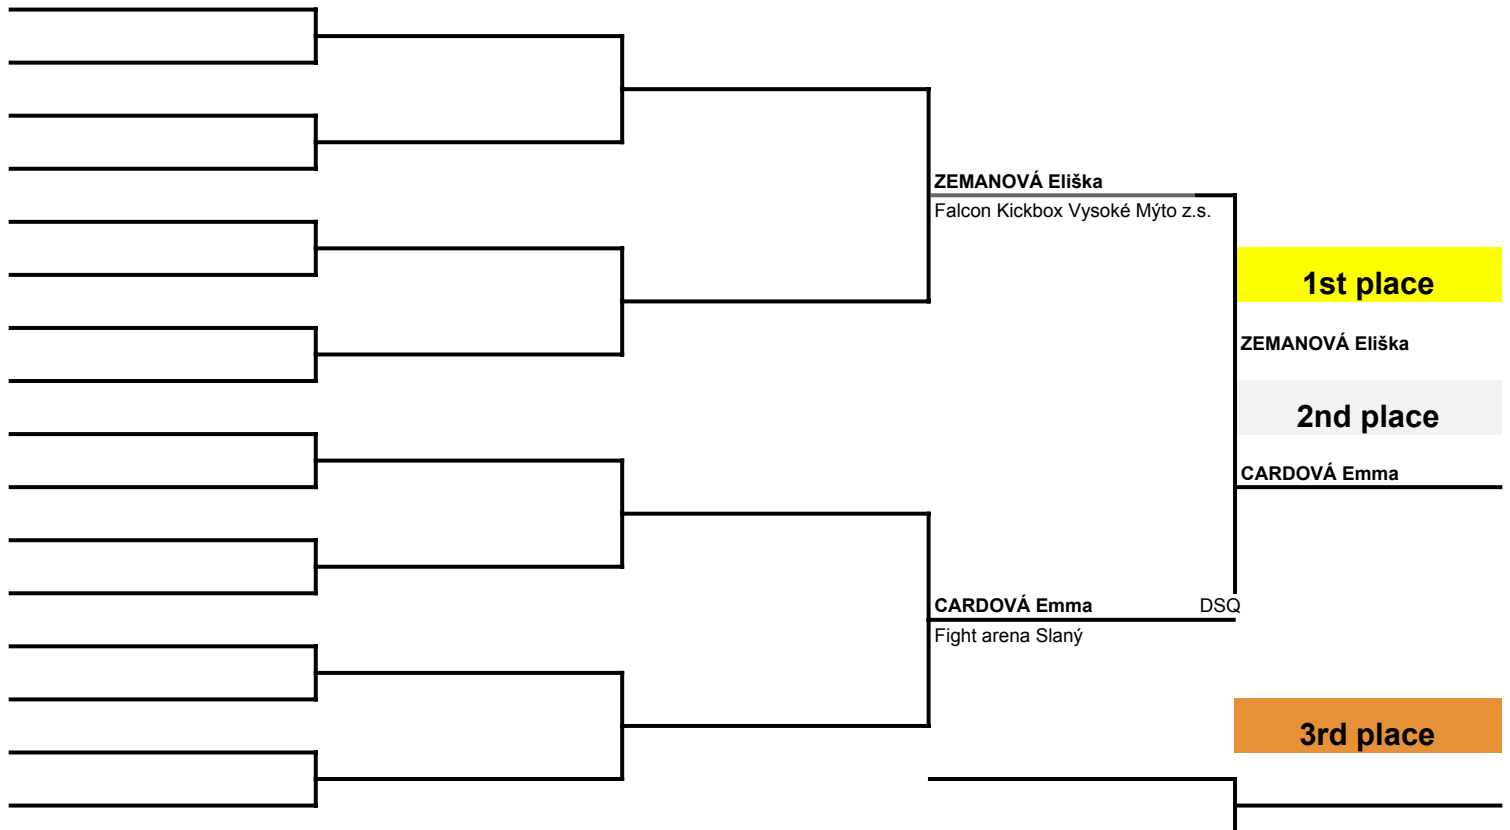 ZEMANOVÁ Eliška
Falcon Kickbox Vysoké Mýto z.s.
1st place
ZEMANOVÁ Eliška
2nd place
CARDOVÁ Emma
CARDOVÁ Emma DSQ
Fight arena Slaný
3rd place